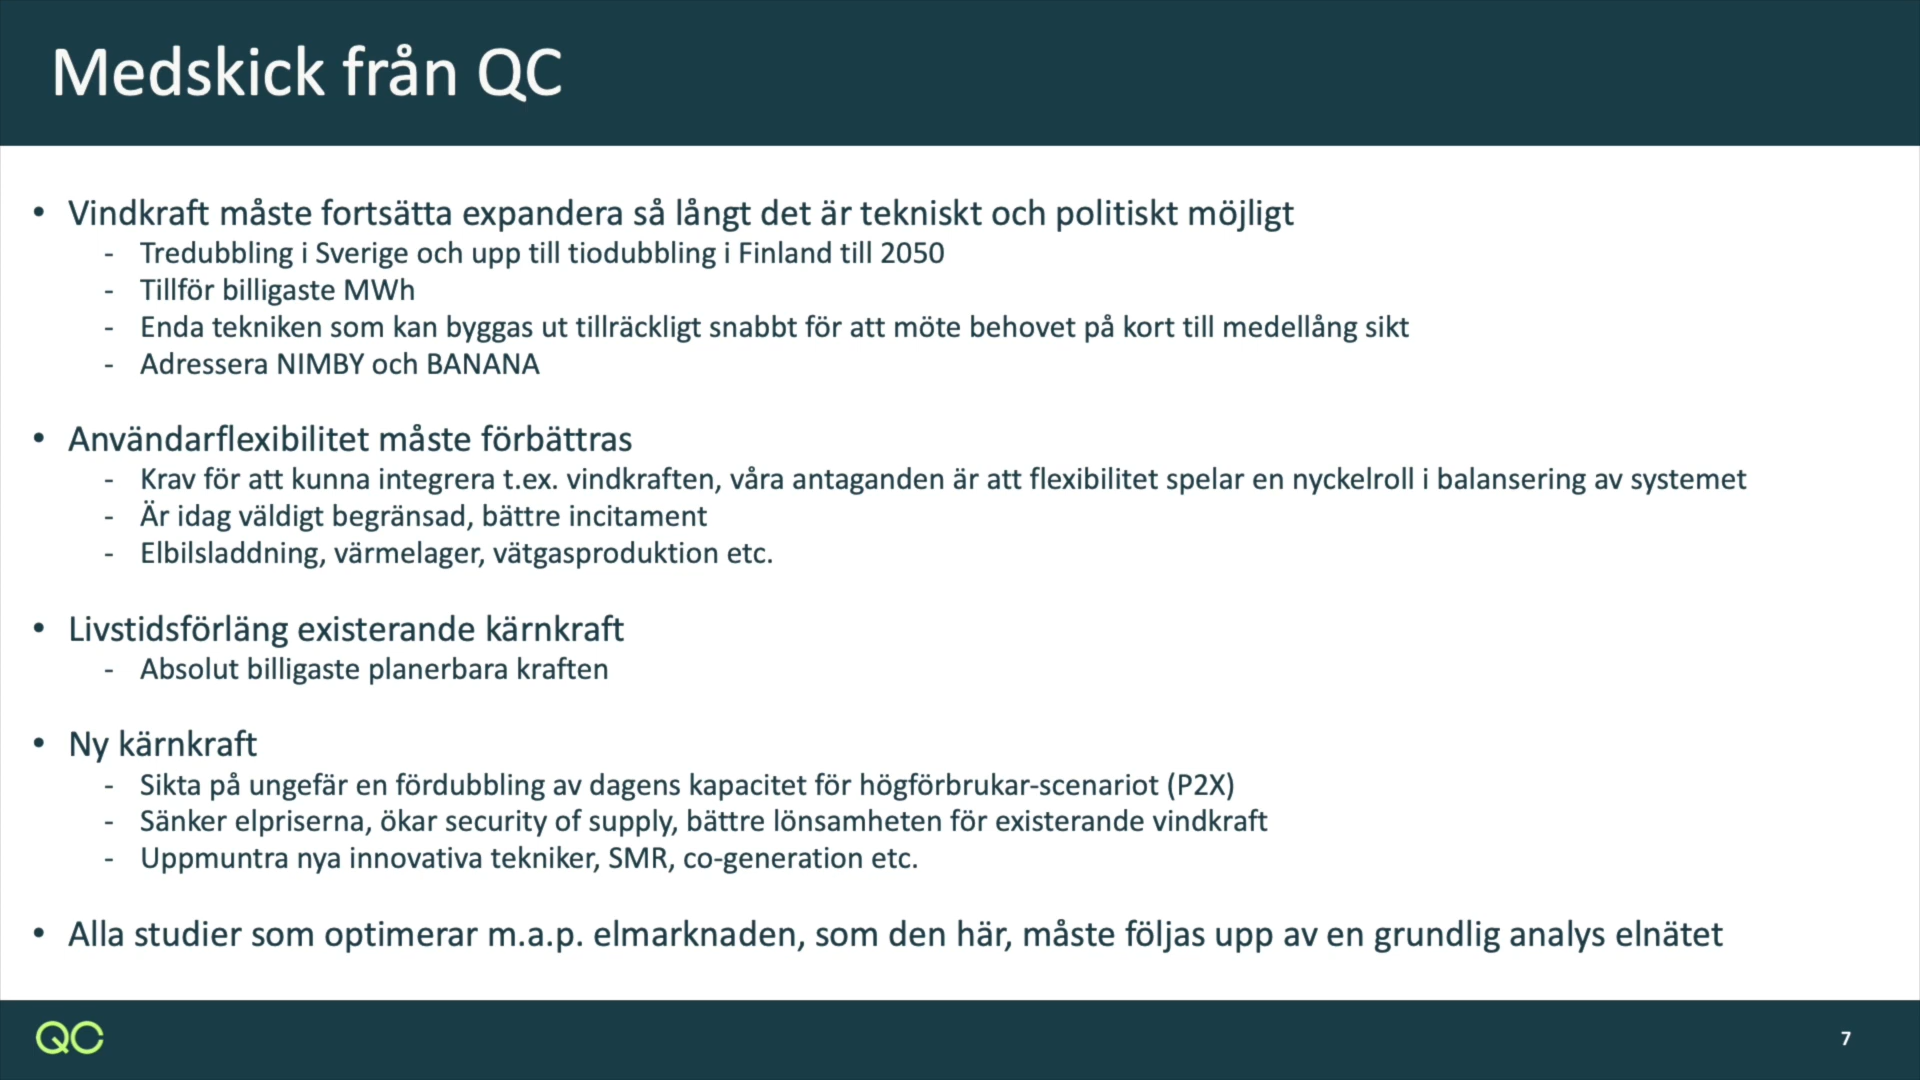 Medskick från QC
• Vindkraft måste fortsätta expandera så långt det är tekniskt och politiskt möjligt
- Tredubbling i Sverige och upp till tiodubbling i Finland till 2050
- Tillför billigaste MWh
- Enda tekniken som kan byggas ut tillräckligt snabbt för att möte behovet på kort till medellång sikt
- Adressera NIMBY och BANANA
• Användarflexibilitet måste förbättras
- Krav för att kunna integrera t.ex. vindkraften, våra antaganden är att flexibilitet spelar en nyckelroll i balansering av systemet
- Är idag väldigt begränsad, bättre incitament
- Elbilsladdning, värmelager, vätgasproduktion etc.
• Livstidsförläng existerande kärnkraft
- Absolut billigaste planerbara kraften
• Ny kärnkraft
- Sikta på ungefär en fördubbling av dagens kapacitet för högförbrukar-scenariot (P2X)
- Sänker elpriserna, ökar security of supply, bättre lönsamheten för existerande vindkraft
- Uppmuntra nya innovativa tekniker, SMR, co-generation etc.
• Alla studier som optimerar m.a.p. elmarknaden, som den här, måste följas upp av en grundlig analys elnätet
QC
7